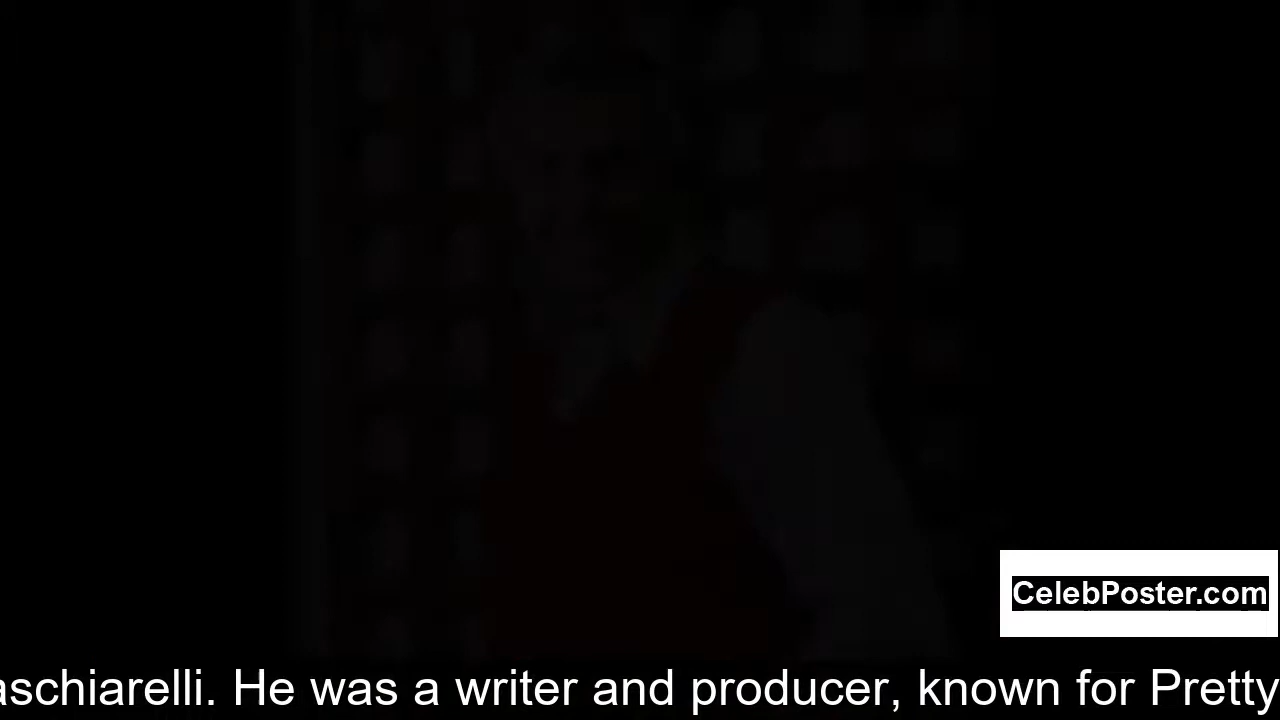 CelebPoster.com
aschiarelli. He was a writer and producer, known for Pretty